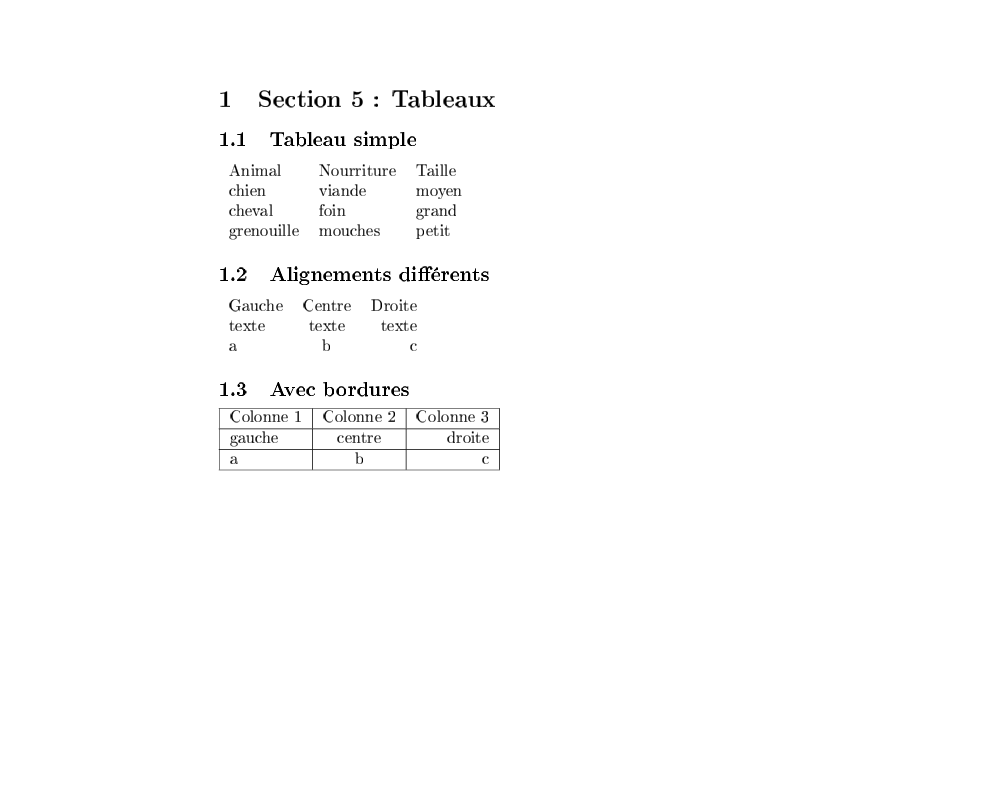 1 Section 5 : Tableaux
1.1 Tableau simple
Animal Nourriture Taille
chien viande moyen
cheval foin grand
grenouille mouches petit
1.2 Alignements différents
Gauche Centre Droite
texte texte texte
a b c
1.3 Avec bordures
Colonne 1 Colonne 2 Colonne 3
gauche centre droite
a b c